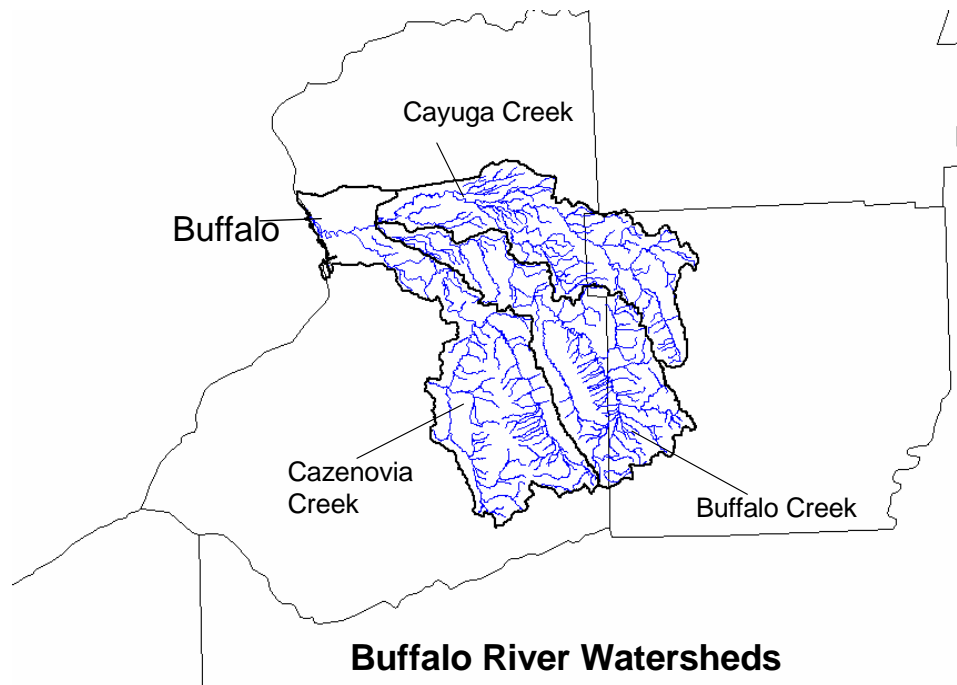 Cayuga Creek
Buffalo
Cazenovia
Creek
Buffalo Creek
Buffalo River Watersheds